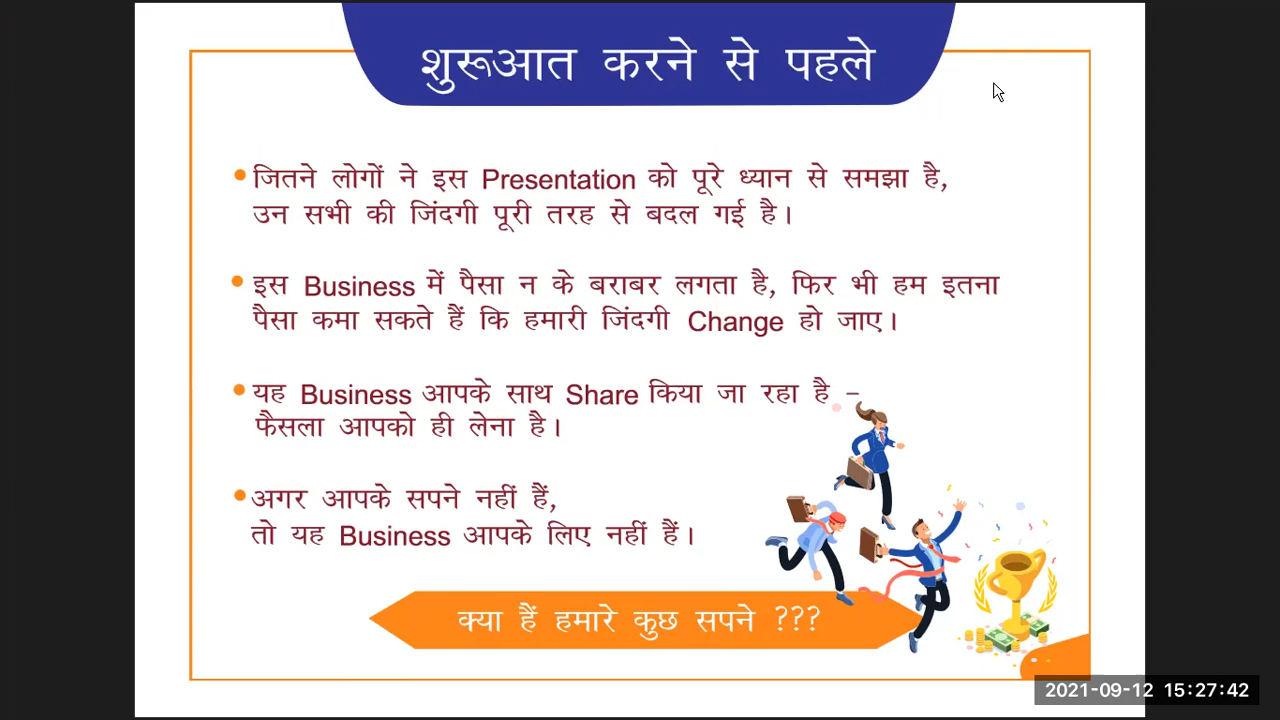 शुरूआत करने से पहले
जितने लोगों ने इस Presentation को पूरे ध्यान से समझा है,
उन सभी की जिंदगी पूरी तरह से बदल गई है।
इस Business में पैसा न के बराबर लगता है, फिर भी हम इतना
पैसा कमा सकते हैं कि हमारी जिंदगी Change हो जाए।
यह Business आपके साथ Share किया जा रहा है –
फैसला आपको ही लेना है।
अगर आपके सपने नहीं हैं,
तो यह Business आपके लिए नहीं हैं।
क्या हैं हमारे कुछ सपने ???
2021-09-12 15:27:42